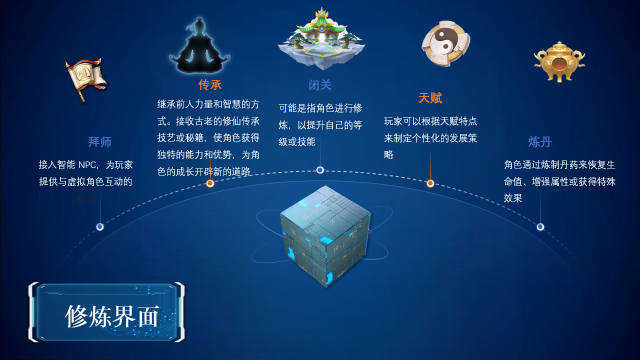 传承
继承前人力量和智慧的方
式。接收古老的修仙传承
技艺或秘籍，使角色获得
独特的能力和优势，为角
色的成长开辟新的道路
闭关
可能是指角色进行修
炼，以提升自己的等
级或技能
天赋
玩家可以根据天赋特点
来制定个性化的发展策
略
拜师
接入智能 NPC，为玩家
提供与虚拟角色互动的
炼丹
角色通过炼制丹药来恢复生
命值、增强属性或获得特殊
效果
修炼界面